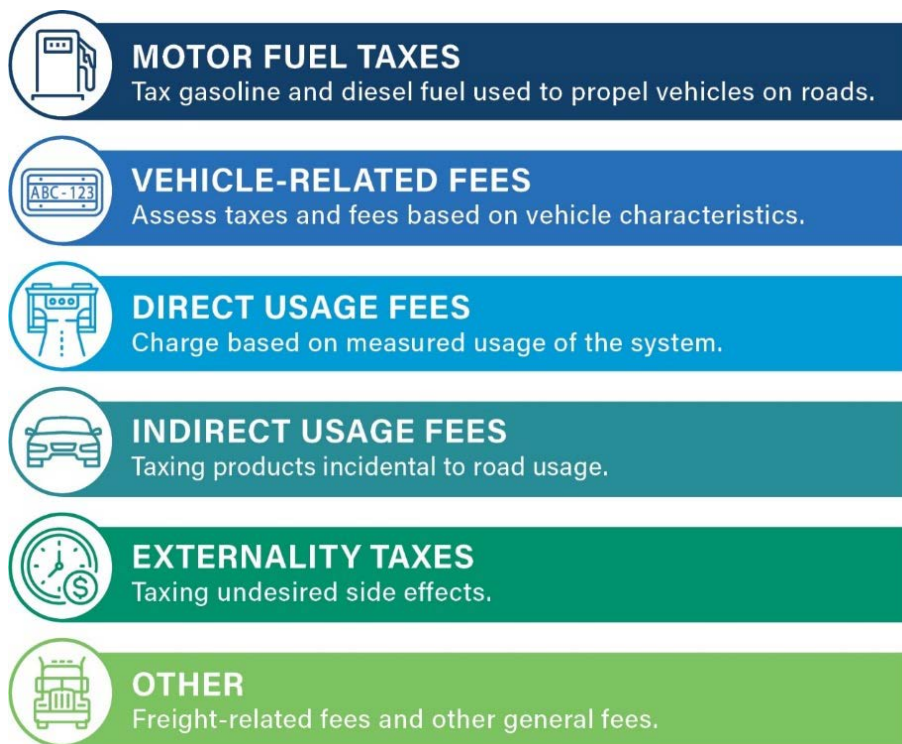 MOTOR FUEL TAXES
Tax gasoline and diesel fuel used to propel vehicles on roads.
ABC-123
VEHICLE-RELATED FEES
Assess taxes and fees based on vehicle characteristics.
DIRECT USAGE FEES
Charge based on measured usage of the system.
INDIRECT USAGE FEES
Taxing products incidental to road usage.
$
EXTERNALITY TAXES
Taxing undesired side effects.
OTHER
Freight-related fees and other general fees.